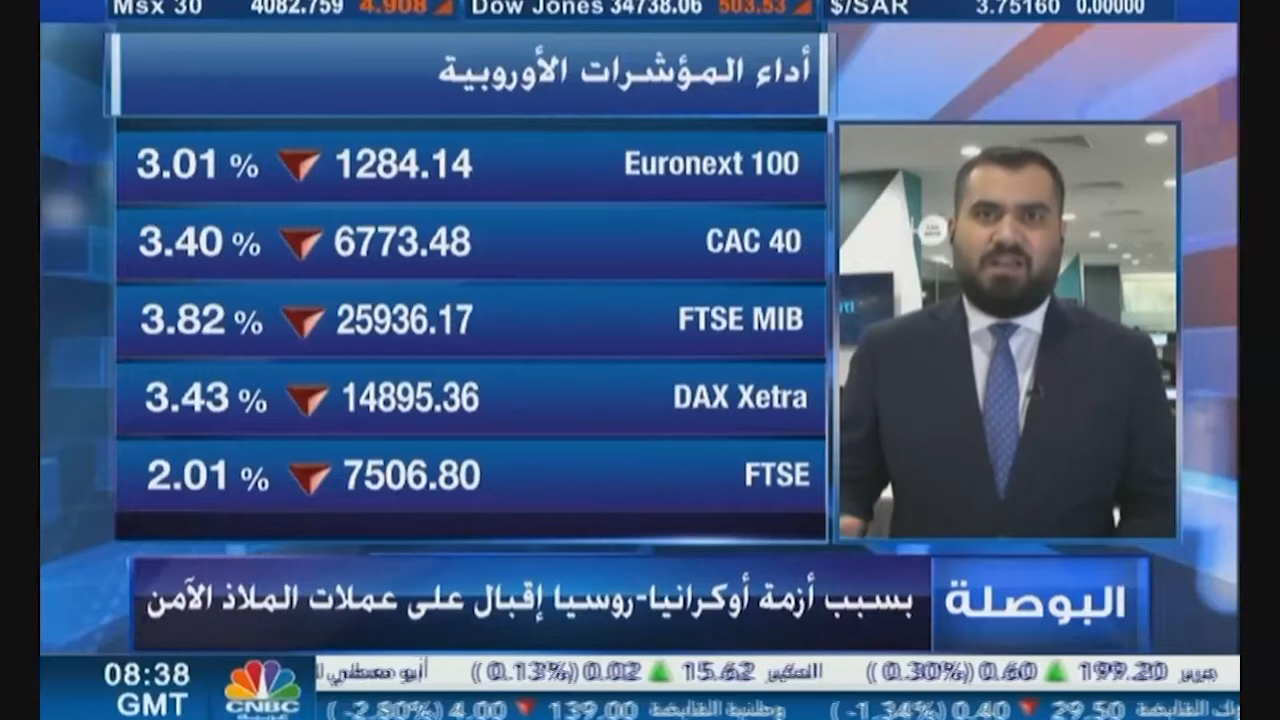 Msx 30 4082.759 4.908 Dow Jones 34738.06 503.53 $/SAR 3.75160 0.00000
أداء المؤشرات الأوروبية
Euronext 100 1284.14 3.01 %
CAC 40 6773.48 3.40 %
FTSE MIB 25936.17 3.82 %
DAX Xetra 14895.36 3.43 %
FTSE 7506.80 2.01 %
البوصلة
بسبب أزمة أوكرانيا-روسيا إقبال على عملات الملاذ الآمن
جرير 199.20 0.60 (0.30%) 15.62 0.02 (0.13%)
29.50 0.40 (-1.34%) وطنية القابضة 139.00 4.00 (-2.80%)
08:38
GMT
CNBC
عربية